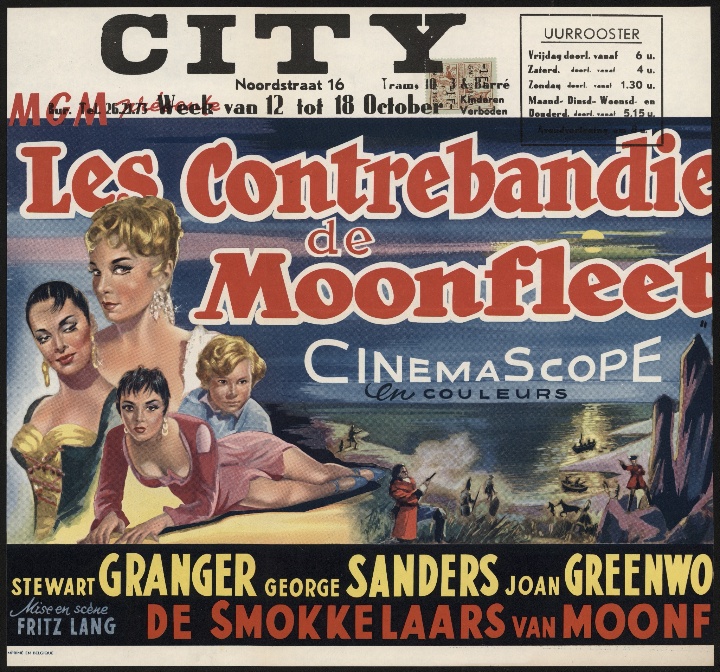 CITY
Noordstraat 16
Week van 12 tot 18 October
Kinderen
Verboden
UURROOSTER
Vrijdag doorl. vanaf 6 u.
Zaterd. doorl. vanaf 4 u.
Zondag doorl. vanaf 1.30 u.
Maand- Dinsd- Woensd- en
Donderd. doorl. vanaf 5.15 u.
MGM
Les Contrebandie
de
Moonfleet
CINEMASCOPE
en COULEURS
STEWART GRANGER GEORGE SANDERS JOAN GREENWO
Mise en scène
FRITZ LANG
DE SMOKKELAARS VAN MOONF
IMPRIMÉ EN BELGIQUE